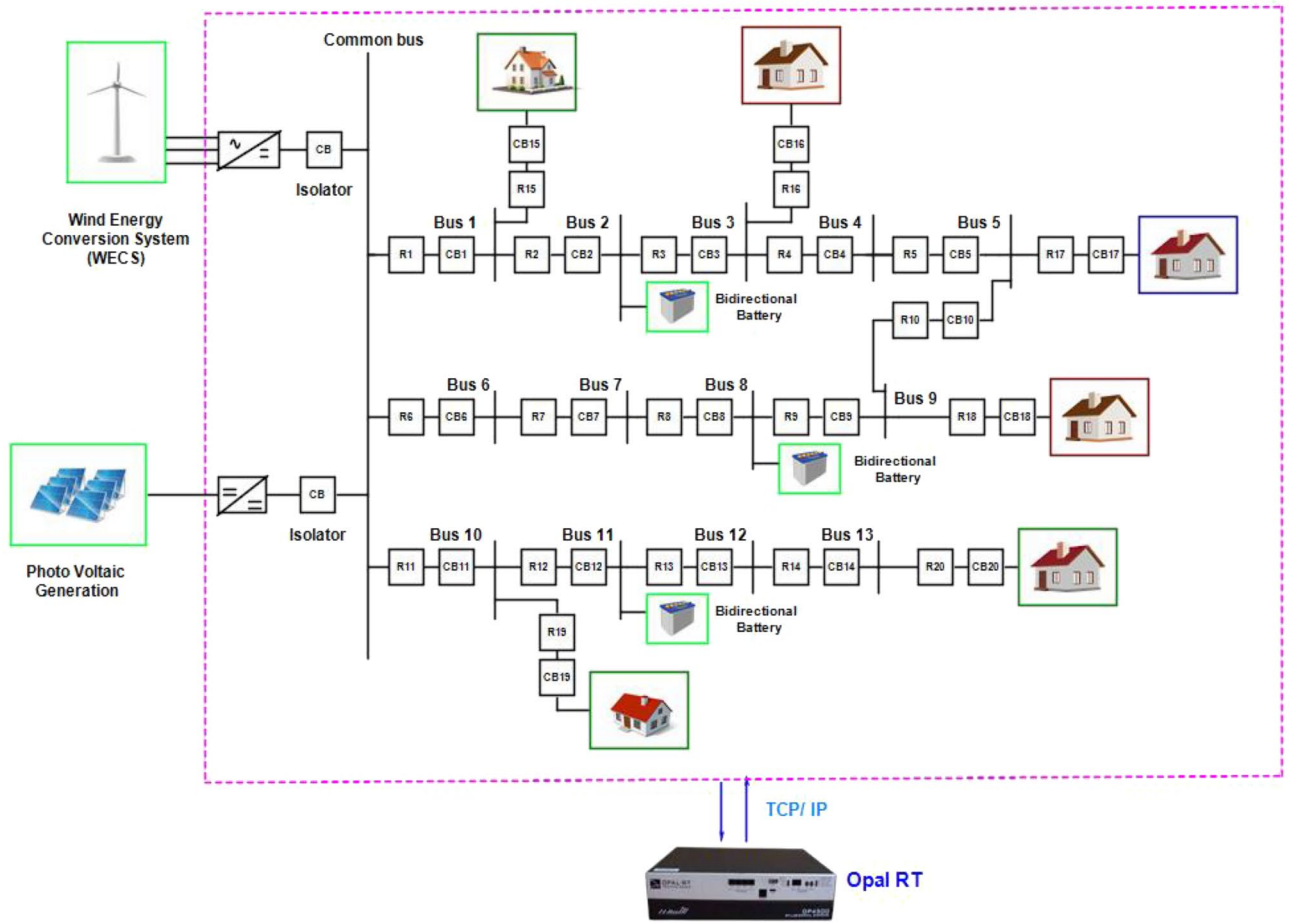 Common bus
CB15
CB16
CB
R15
R16
Isolator
Wind Energy
Conversion System
(WECS)
Bus 1
Bus 2
Bus 3
Bus 4
Bus 5
R1
CB1
R2
CB2
R3
CB3
R4
CB4
R5
CB5
R17
CB17
Bidirectional
Battery
R10
CB10
Bus 6
Bus 7
Bus 8
Bus 9
R6
CB6
R7
CB7
R8
CB8
R9
CB9
R18
CB18
Bidirectional
Battery
CB
Isolator
Photo Voltaic
Generation
Bus 10
Bus 11
Bus 12
Bus 13
R11
CB11
R12
CB12
R13
CB13
R14
CB14
R20
CB20
Bidirectional
Battery
R19
CB19
TCP/ IP
Opal RT
OPAL-RT